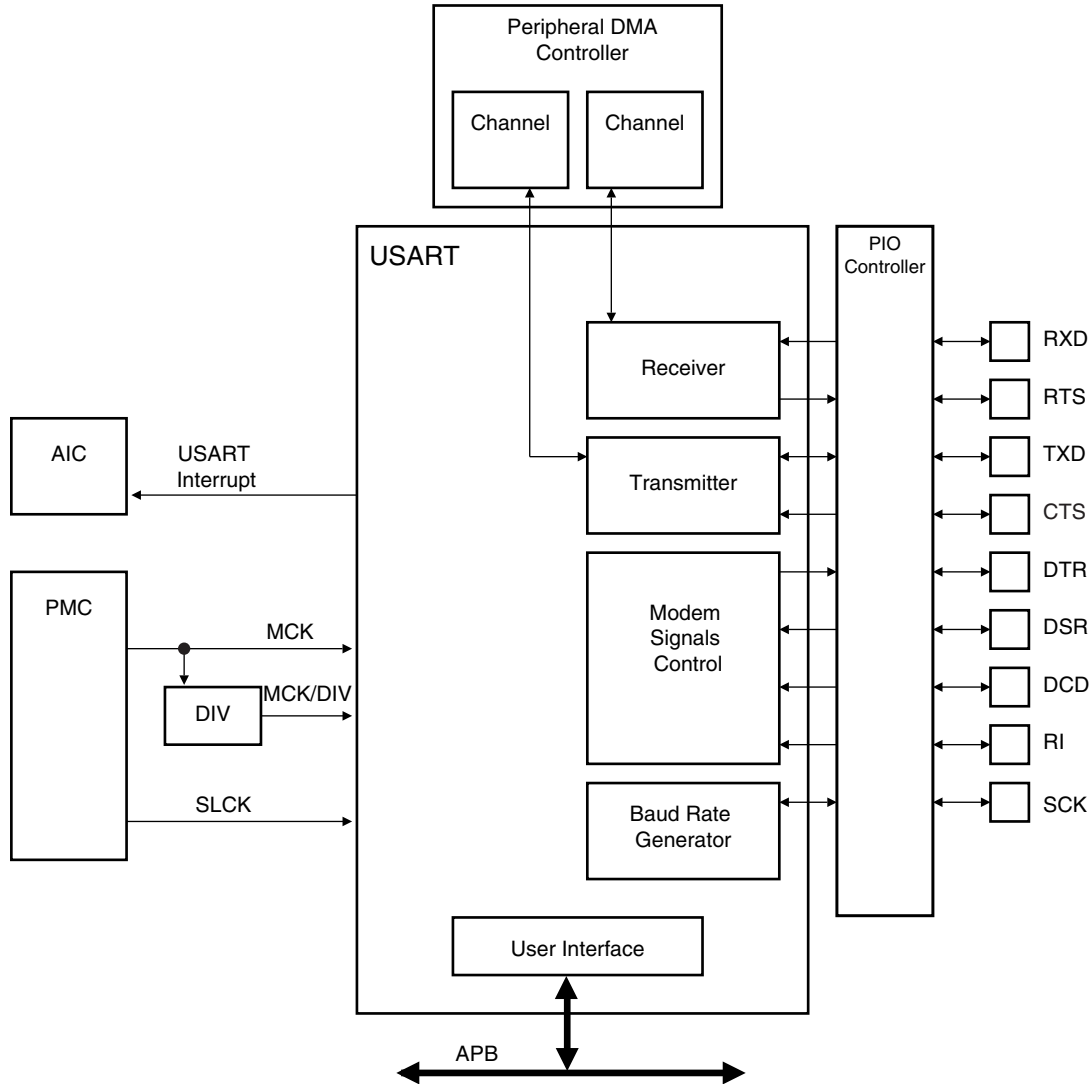 Peripheral DMA
Controller
Channel
Channel
USART
PIO
Controller
Receiver
RXD
RTS
AIC
USART
Interrupt
Transmitter
TXD
CTS
PMC
MCK
DIV
MCK/DIV
SLCK
Modem
Signals
Control
DTR
DSR
DCD
RI
Baud Rate
Generator
SCK
User Interface
APB